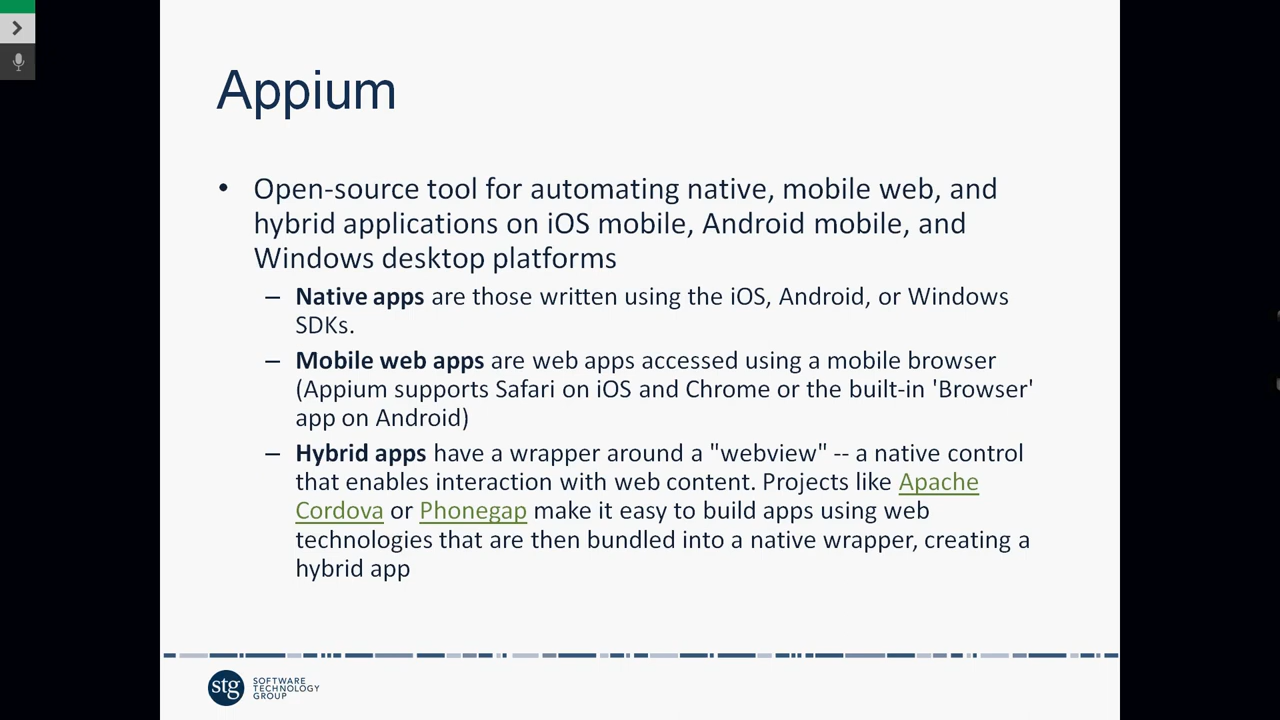 Appium
• Open-source tool for automating native, mobile web, and
hybrid applications on iOS mobile, Android mobile, and
Windows desktop platforms
– Native apps are those written using the iOS, Android, or Windows
SDKs.
– Mobile web apps are web apps accessed using a mobile browser
(Appium supports Safari on iOS and Chrome or the built-in 'Browser'
app on Android)
– Hybrid apps have a wrapper around a "webview" -- a native control
that enables interaction with web content. Projects like Apache
Cordova or Phonegap make it easy to build apps using web
technologies that are then bundled into a native wrapper, creating a
hybrid app
stg
SOFTWARE
TECHNOLOGY
GROUP